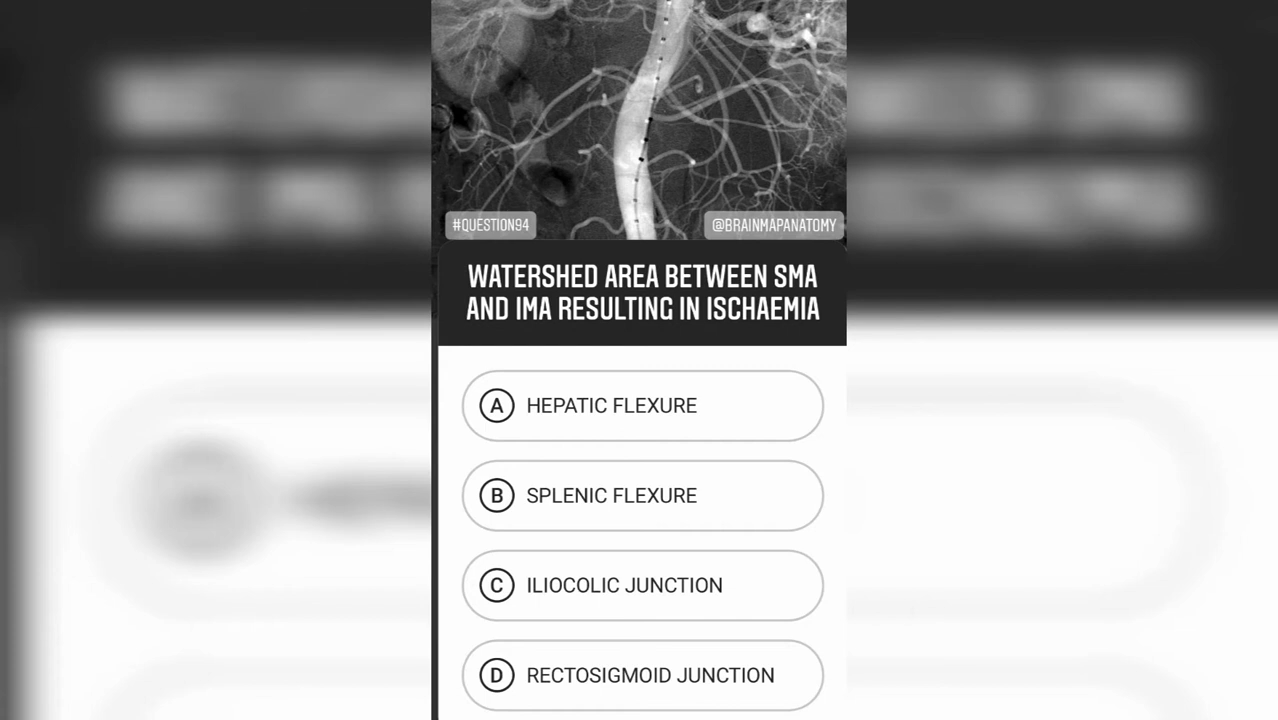 #QUESTION94
@BRAINMAPANATOMY
WATERSHED AREA BETWEEN SMA
AND IMA RESULTING IN ISCHAEMIA
A HEPATIC FLEXURE
B SPLENIC FLEXURE
C ILIOCOLIC JUNCTION
D RECTOSIGMOID JUNCTION